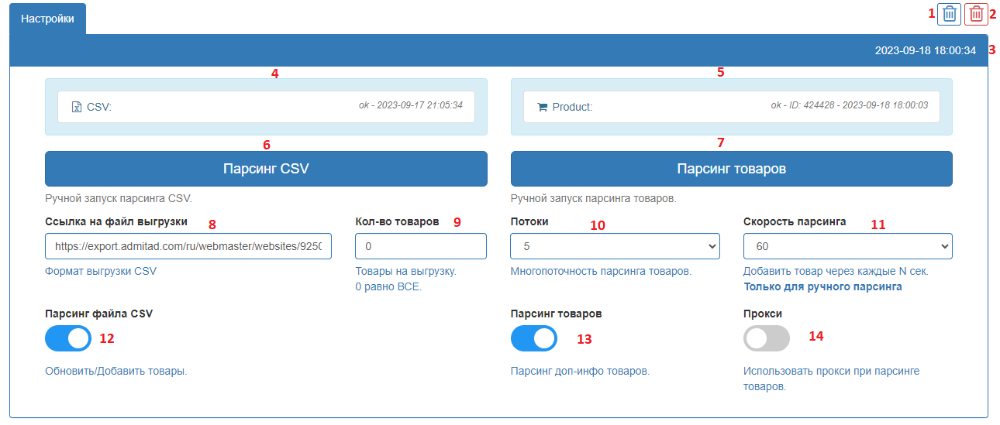 Настройки
1
2
2023-09-18 18:00:34
3
4
5
CSV:
ok - 2023-09-17 21:05:34
Product:
ok - ID: 424428 - 2023-09-18 18:00:03
6
7
Парсинг CSV
Парсинг товаров
Ручной запуск парсинга CSV.
Ручной запуск парсинга товаров.
Ссылка на файл выгрузки
8
Кол-во товаров
9
Потоки
10
Скорость парсинга
11
https://export.admitad.com/ru/webmaster/websites/9250
0
5
60
Формат выгрузки CSV
Товары на выгрузку.
0 равно ВСЕ.
Многопоточность парсинга товаров.
Добавить товар через каждые N сек.
Только для ручного парсинга
Парсинг файла CSV
Парсинг товаров
Прокси
12
13
14
Обновить/Добавить товары.
Парсинг доп-инфо товаров.
Использовать прокси при парсинге
товаров.